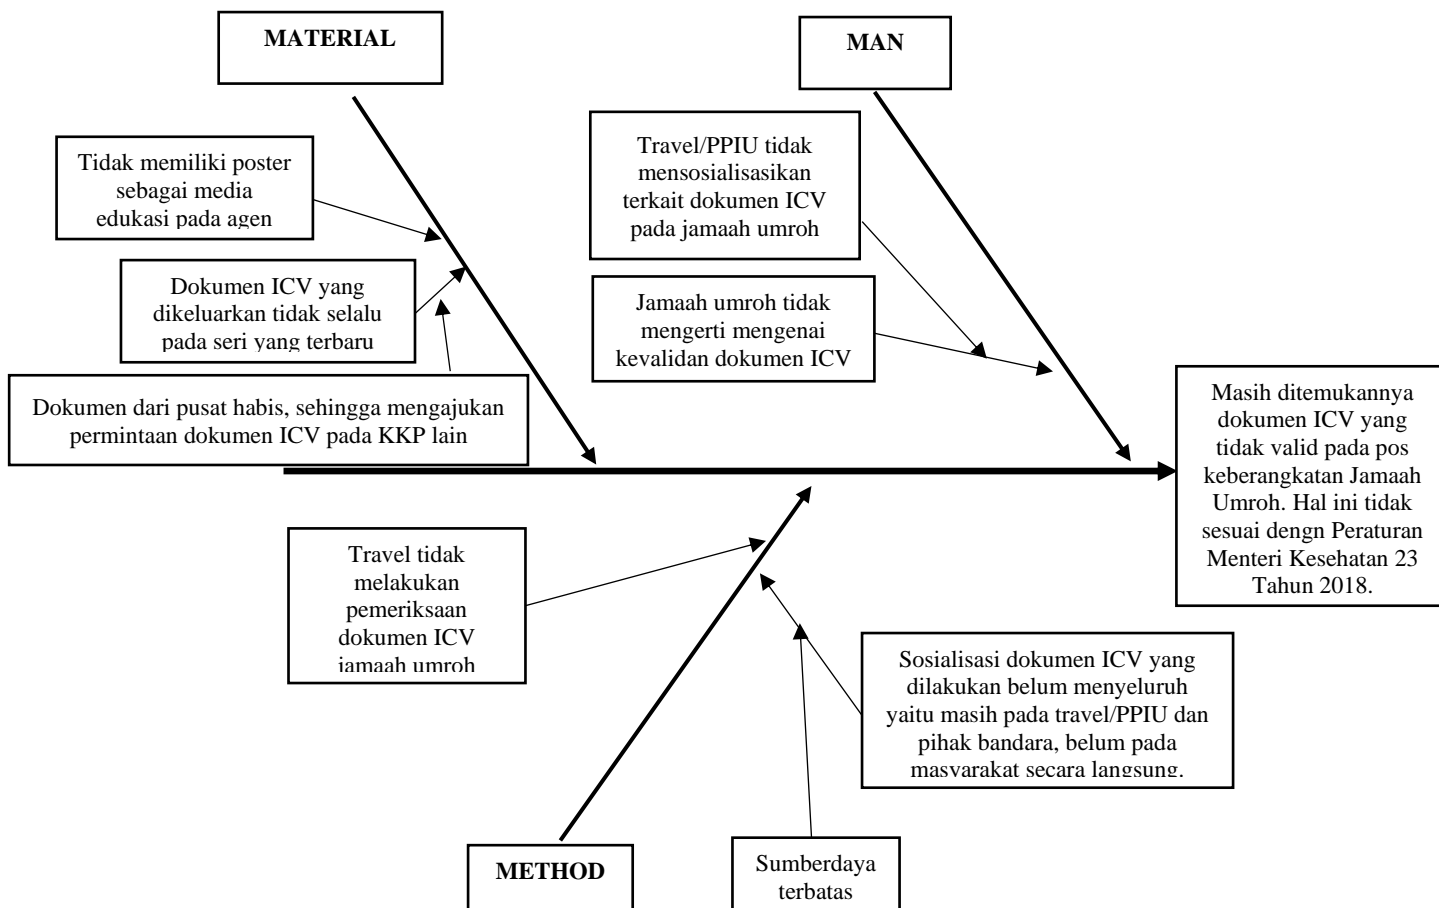 MATERIAL
MAN
Tidak memiliki poster
sebagai media
edukasi pada agen
Travel/PPIU tidak
mensosialisasikan
terkait dokumen ICV
pada jamaah umroh
Dokumen ICV yang
dikeluarkan tidak selalu
pada seri yang terbaru
Jamaah umroh tidak
mengerti mengenai
kevalidan dokumen ICV
Dokumen dari pusat habis, sehingga mengajukan
permintaan dokumen ICV pada KKP lain
Masih ditemukannya
dokumen ICV yang
tidak valid pada pos
keberangkatan Jamaah
Umroh. Hal ini tidak
sesuai dengn Peraturan
Menteri Kesehatan 23
Tahun 2018.
Travel tidak
melakukan
pemeriksaan
dokumen ICV
jamaah umroh
Sosialisasi dokumen ICV yang
dilakukan belum menyeluruh
yaitu masih pada travel/PPIU dan
pihak bandara, belum pada
masyarakat secara langsung.
METHOD
Sumberdaya
terbatas